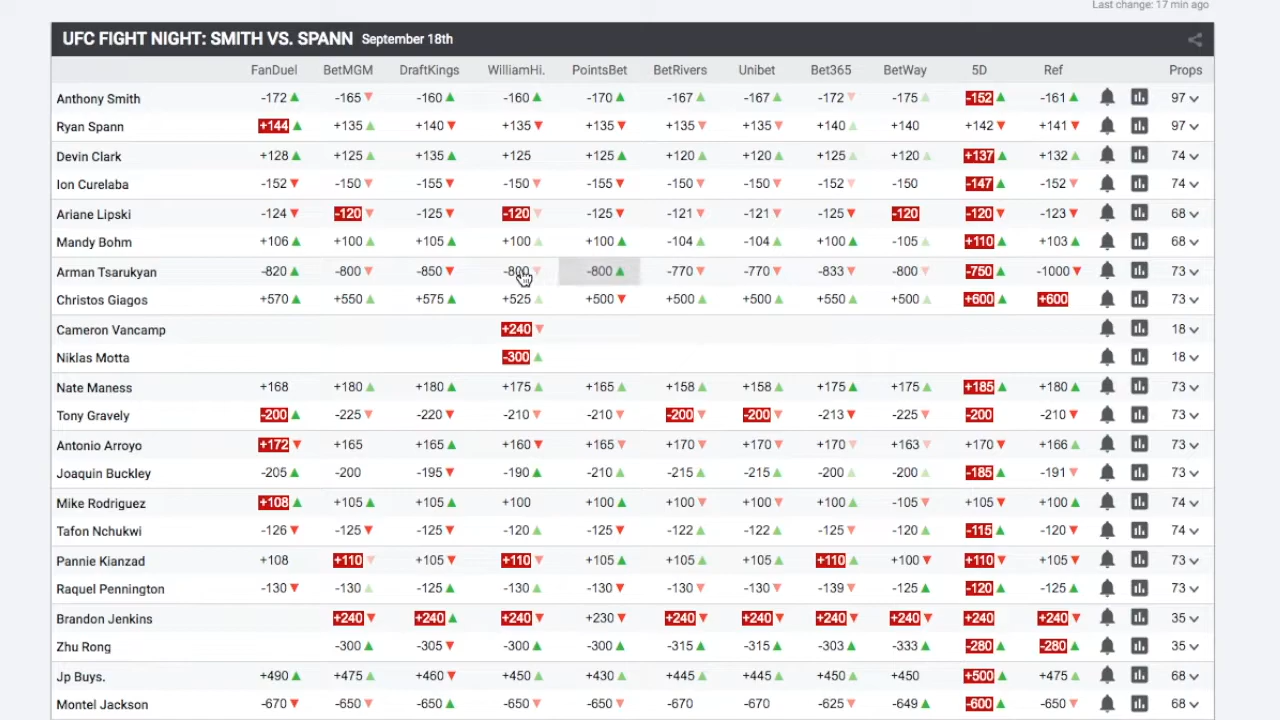 Last change: 17 min ago
UFC FIGHT NIGHT: SMITH VS. SPANN September 18th
FanDuel BetMGM DraftKings WilliamHi. PointsBet BetRivers Unibet Bet365 BetWay 5D Ref Props
Anthony Smith -172 -165 -160 -160 -170 -167 -167 -172 -175 -152 -161 97
Ryan Spann +144 +135 +140 +135 +135 +135 +135 +140 +140 +142 +141 97
Devin Clark +128 +125 +135 +125 +125 +120 +120 +125 +120 +137 +132 74
Ion Curelaba -152 -150 -155 -150 -155 -150 -150 -152 -150 -147 -152 74
Ariane Lipski -124 -120 -125 -120 -125 -121 -121 -125 -120 -120 -123 68
Mandy Bohm +106 +100 +105 +100 +100 -104 -104 +100 -105 +110 +103 68
Arman Tsarukyan -820 -800 -850 -800 -800 -770 -770 -833 -800 -750 -1000 73
Christos Giagos +570 +550 +575 +525 +500 +500 +500 +550 +500 +600 +600 73
Cameron Vancamp +240 18
Niklas Motta -300 18
Nate Maness +168 +180 +180 +175 +165 +158 +158 +175 +175 +185 +180 73
Tony Gravely -200 -225 -220 -210 -210 -200 -200 -213 -225 -200 -210 73
Antonio Arroyo +172 +165 +165 +160 +165 +170 +170 +170 +163 +170 +166 73
Joaquin Buckley -205 -200 -195 -190 -210 -215 -215 -200 -200 -185 -191 73
Mike Rodriguez +108 +105 +105 +100 +100 +100 +100 +100 -105 +105 +100 74
Tafon Nchukwi -126 -125 -125 -120 -125 -122 -122 -125 -120 -115 -120 74
Pannie Kianzad +108 +110 +105 +110 +105 +105 +105 +110 +100 +110 +105 73
Raquel Pennington -130 -130 -125 -130 -130 -130 -130 -139 -125 -120 -125 73
Brandon Jenkins +240 +240 +240 +230 +240 +240 +240 +240 +240 +240 35
Zhu Rong -300 -305 -300 -300 -315 -315 -303 -333 -280 -280 35
Jp Buys. +490 +475 +460 +450 +430 +445 +445 +450 +450 +500 +475 68
Montel Jackson -670 -650 -650 -650 -650 -670 -670 -625 -649 -600 -650 68